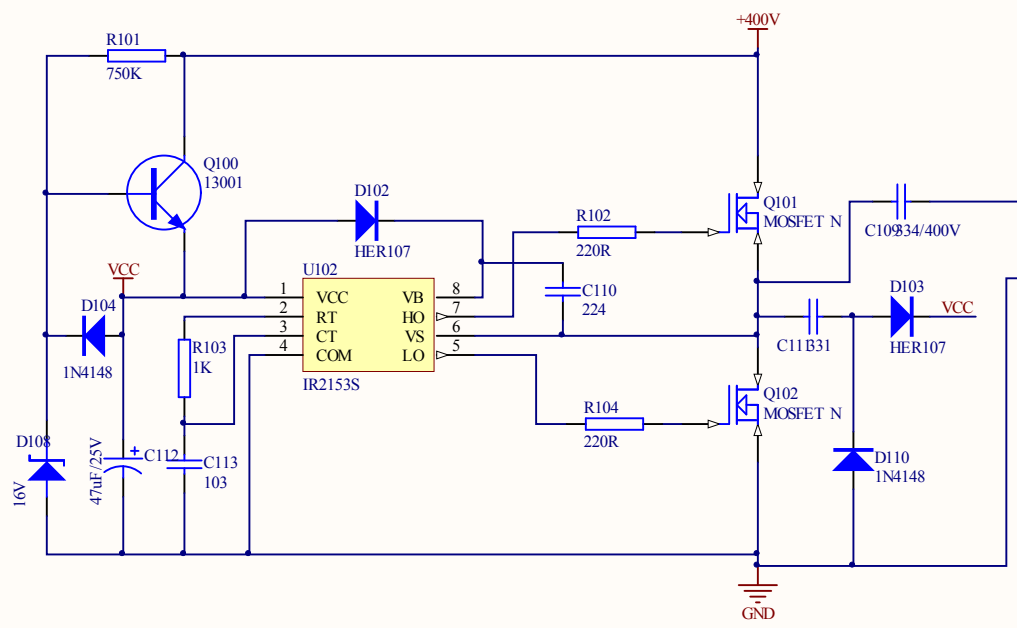 +400V
R101
750K
Q100
13001
D102
HER107
R102
220R
Q101
MOSFET N
C109 334/400V
VCC
U102
D104
1 VCC VB 8
2 RT HO 7
3 CT VS 6
4 COM LO 5
C110
224
D103
VCC
HER107
C111 331
1N4148
R103
1K
IR2153S
Q102
MOSFET N
R104
220R
D108
16V
47uF/25V
+
C112
C113
103
D110
1N4148
GND